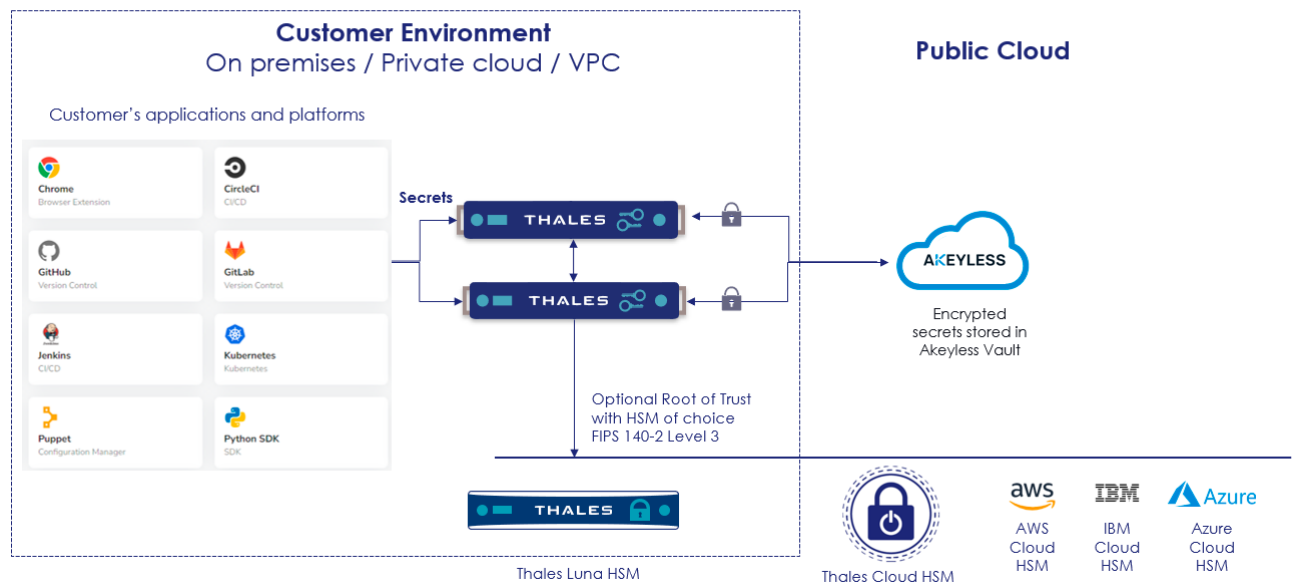 Customer Environment
On premises / Private cloud / VPC
Public Cloud
Customer's applications and platforms
Chrome
Browser Extension
CircleCI
CI/CD
GitHub
Version Control
GitLab
Version Control
Jenkins
CI/CD
Kubernetes
Kubernetes
Puppet
Configuration Manager
Python SDK
SDK
Secrets
THALES
THALES
AKEYLESS
Encrypted
secrets stored in
Akeyless Vault
Optional Root of Trust
with HSM of choice
FIPS 140-2 Level 3
THALES
Thales Luna HSM
Thales Cloud HSM
aws
AWS
Cloud
HSM
IBM
IBM
Cloud
HSM
Azure
Azure
Cloud
HSM